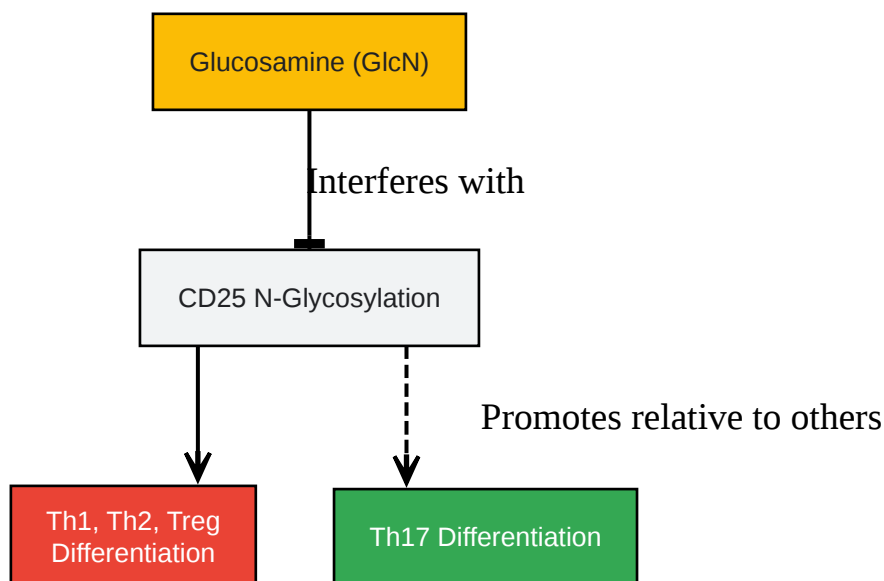 Glucosamine (GlcN)
Interferes with
CD25 N-Glycosylation
Promotes relative to others
Th1, Th2, Treg
Differentiation
Th17 Differentiation